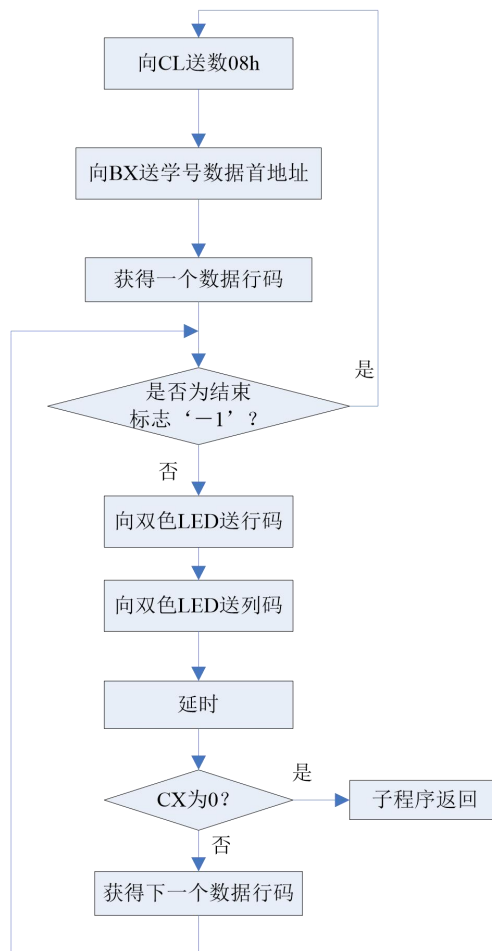 向CL送数08h
向BX送学号数据首地址
获得一个数据行码
是
是否为结束
标志‘－1’？
否
向双色LED送行码
向双色LED送列码
延时
是
CX为0？
子程序返回
否
获得下一个数据行码